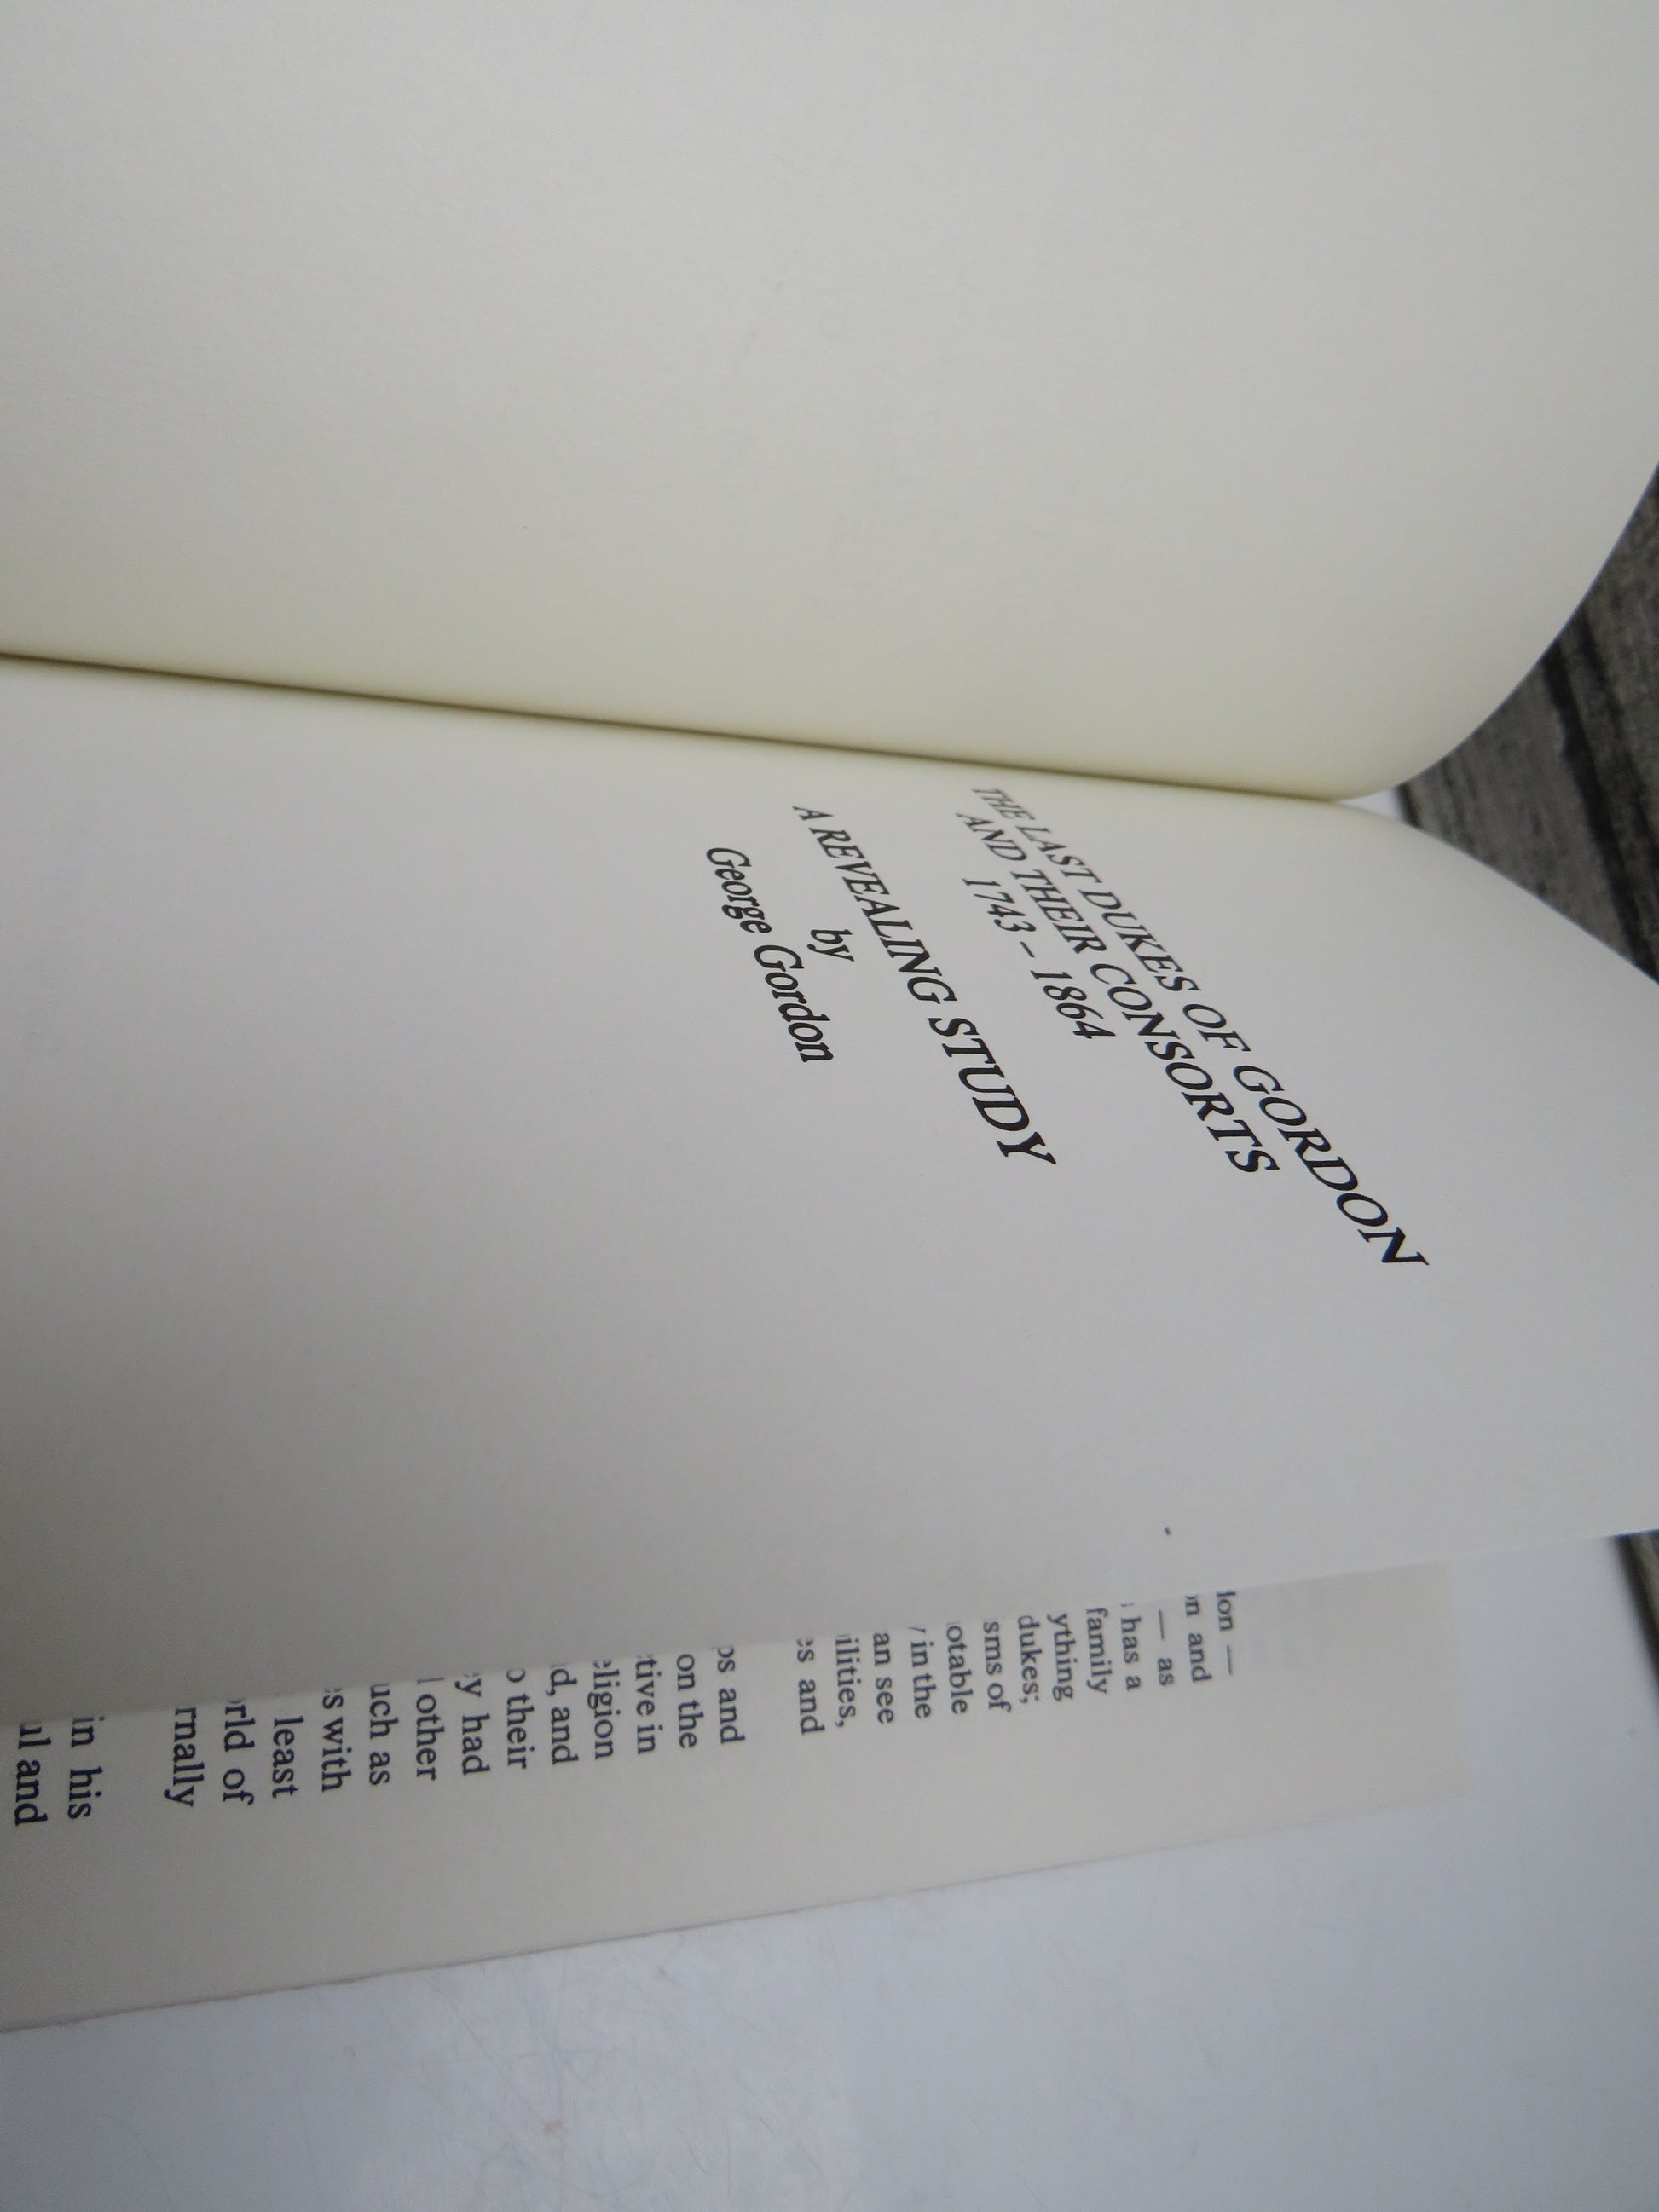 THE LAST DUKES OF GORDON
AND THEIR CONSORTS
1743 – 1864
A REVEALING STUDY
by
George Gordon
and
— as
has a
family
dukes;
of
in the
see
and
and
on the
in
and
their
had
other
as
with
least
of
in his
and